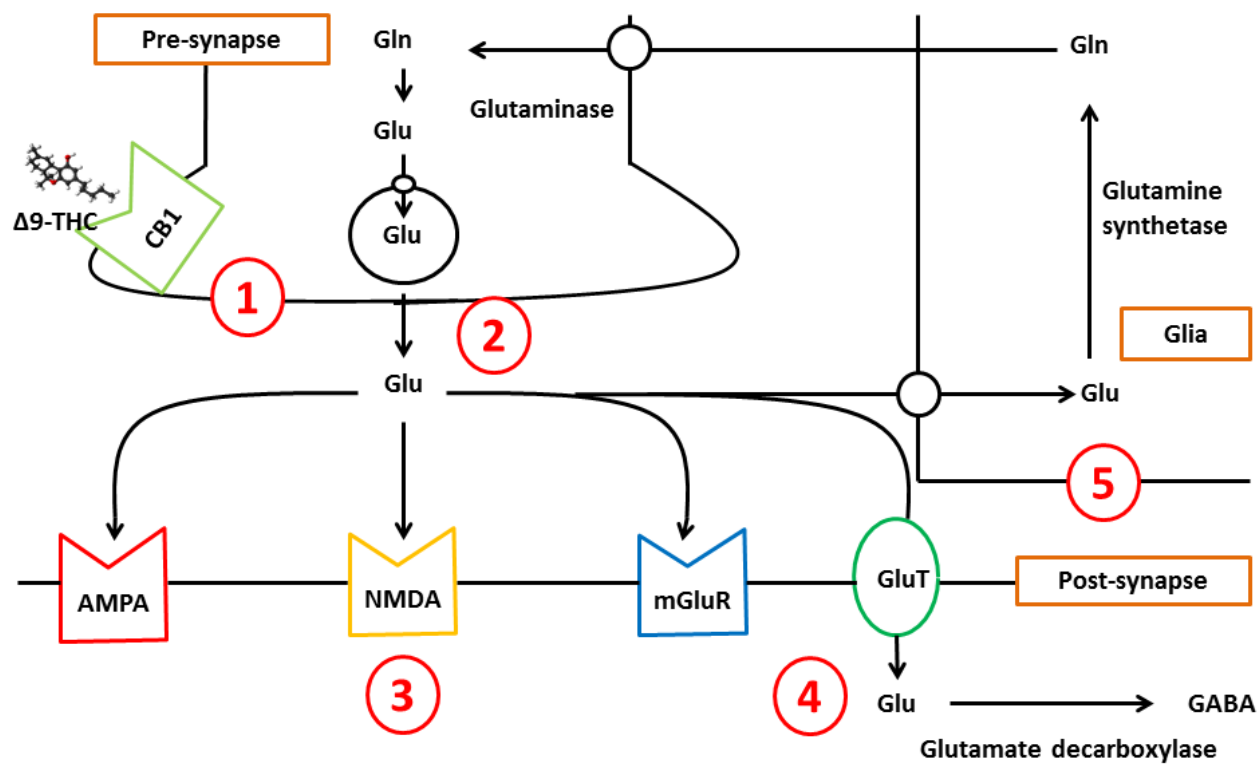 Pre-synapse
Gln
Gln
Glutaminase
Glu
Δ9-THC
CB1
Glu
Glutamine
synthetase
1
2
Glia
Glu
Glu
5
AMPA
NMDA
mGluR
GluT
Post-synapse
3
4
Glu
GABA
Glutamate decarboxylase